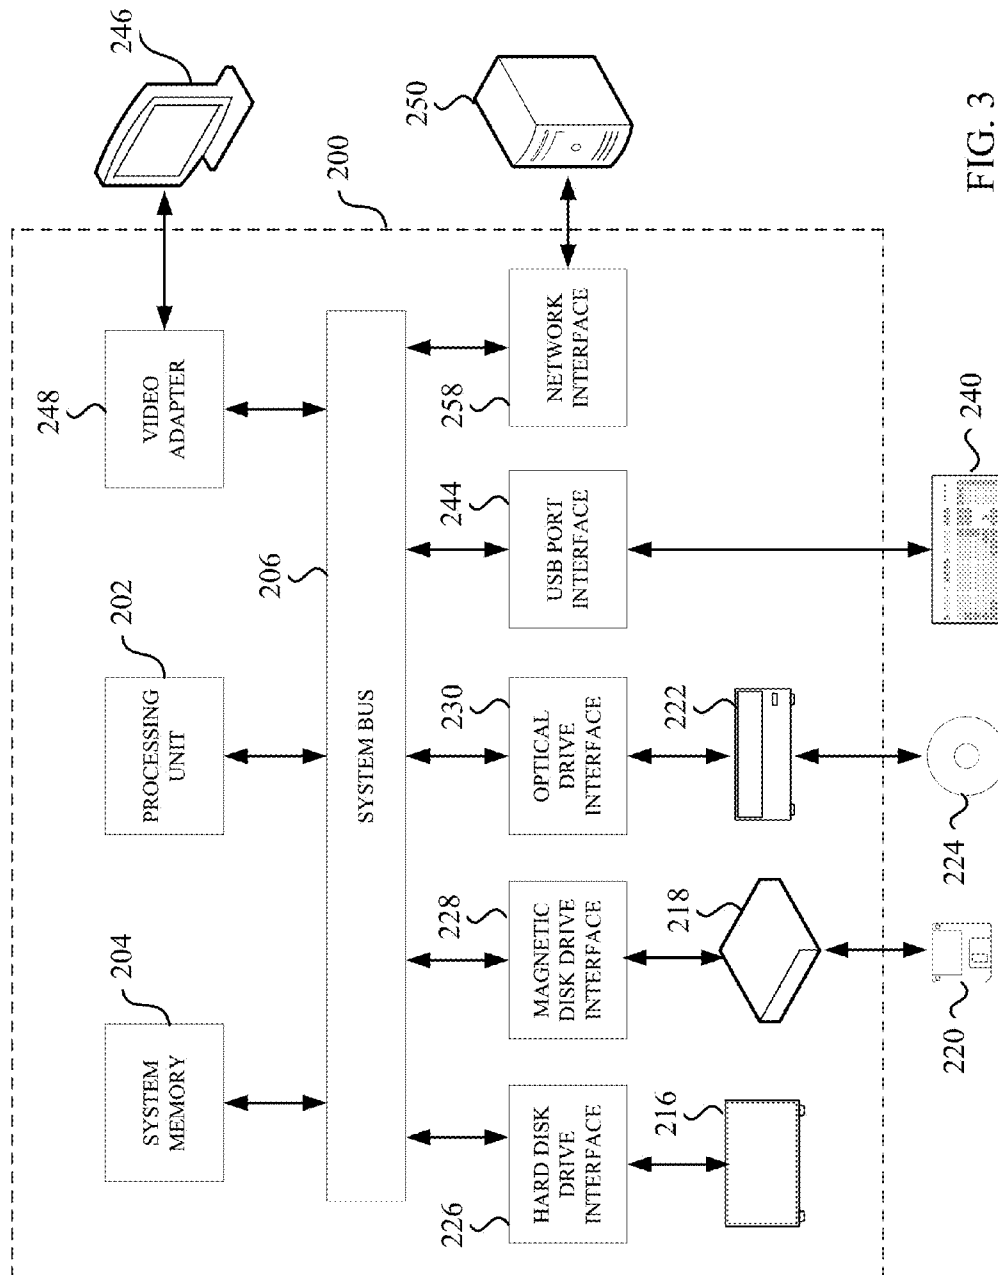 204
202
248
246
SYSTEM
MEMORY
PROCESSING
UNIT
VIDEO
ADAPTER
206
200
SYSTEM BUS
226
228
230
244
258
250
HARD DISK
DRIVE
INTERFACE
MAGNETIC
DISK DRIVE
INTERFACE
OPTICAL
DRIVE
INTERFACE
USB PORT
INTERFACE
NETWORK
INTERFACE
216
218
222
220
224
240
FIG. 3